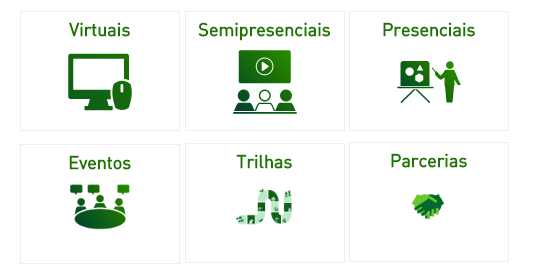 Virtuais
Semipresenciais
Presenciais
Eventos
Trilhas
Parcerias